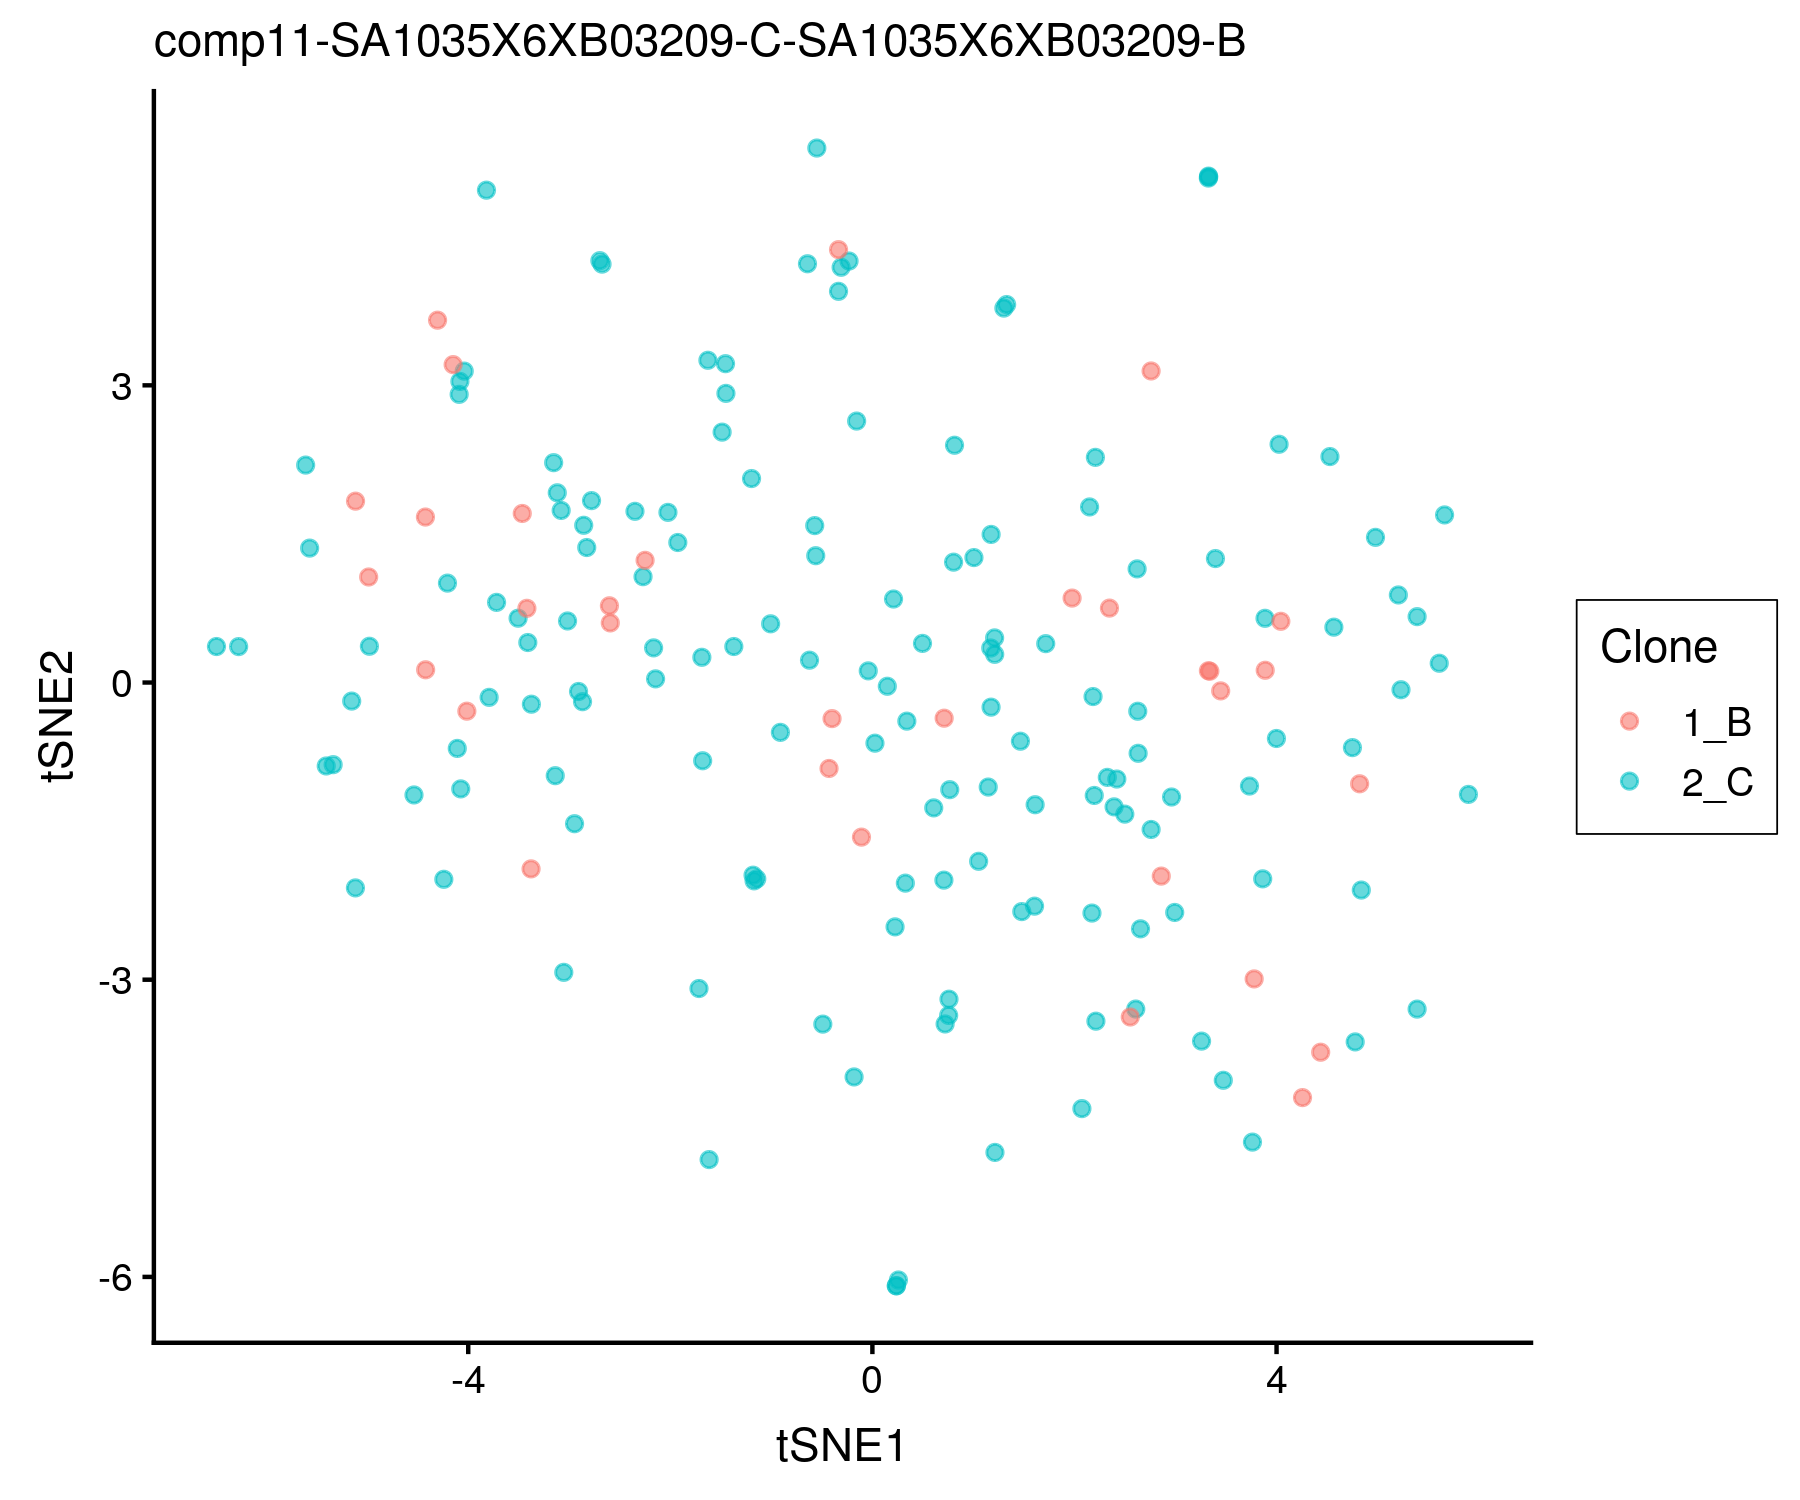 comp11-SA1035X6XB03209-C-SA1035X6XB03209-B
3
0
-3
-6
tSNE2
-4
0
4
tSNE1
Clone
1_B
2_C